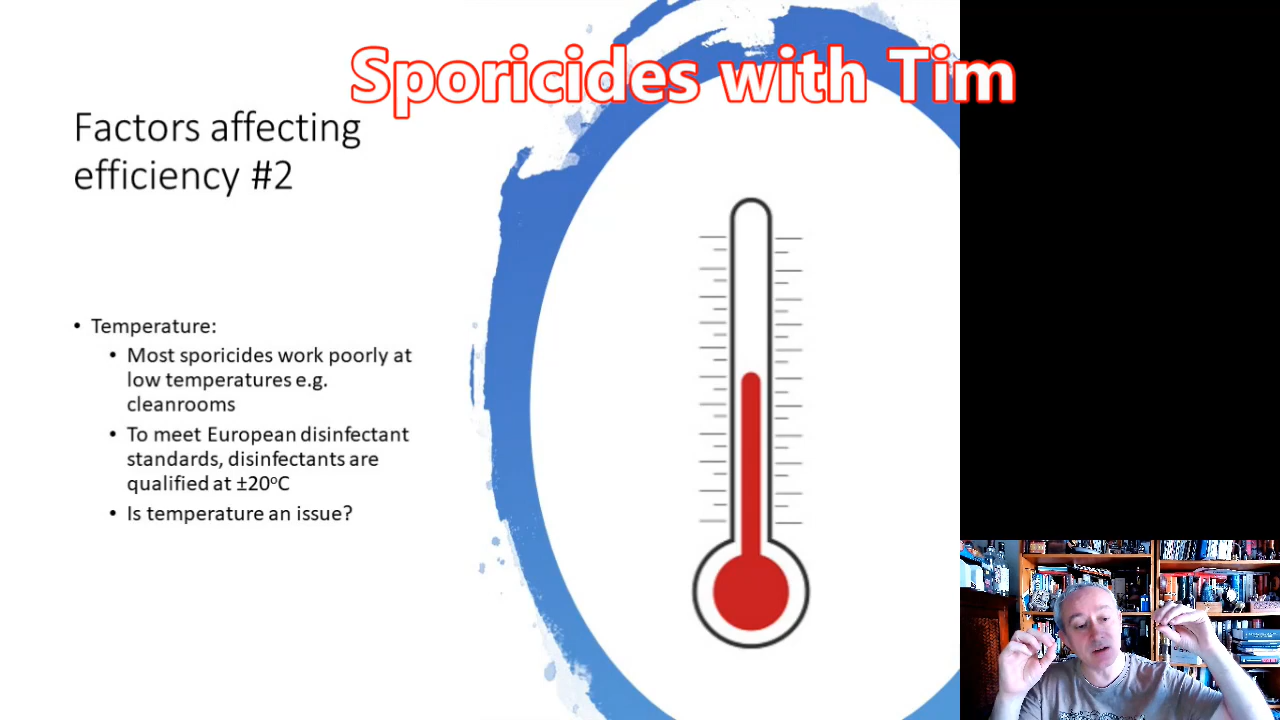 Sporicides with Tim
Factors affecting
efficiency #2
• Temperature:
• Most sporicides work poorly at
low temperatures e.g.
cleanrooms
• To meet European disinfectant
standards, disinfectants are
qualified at ±20ºC
• Is temperature an issue?